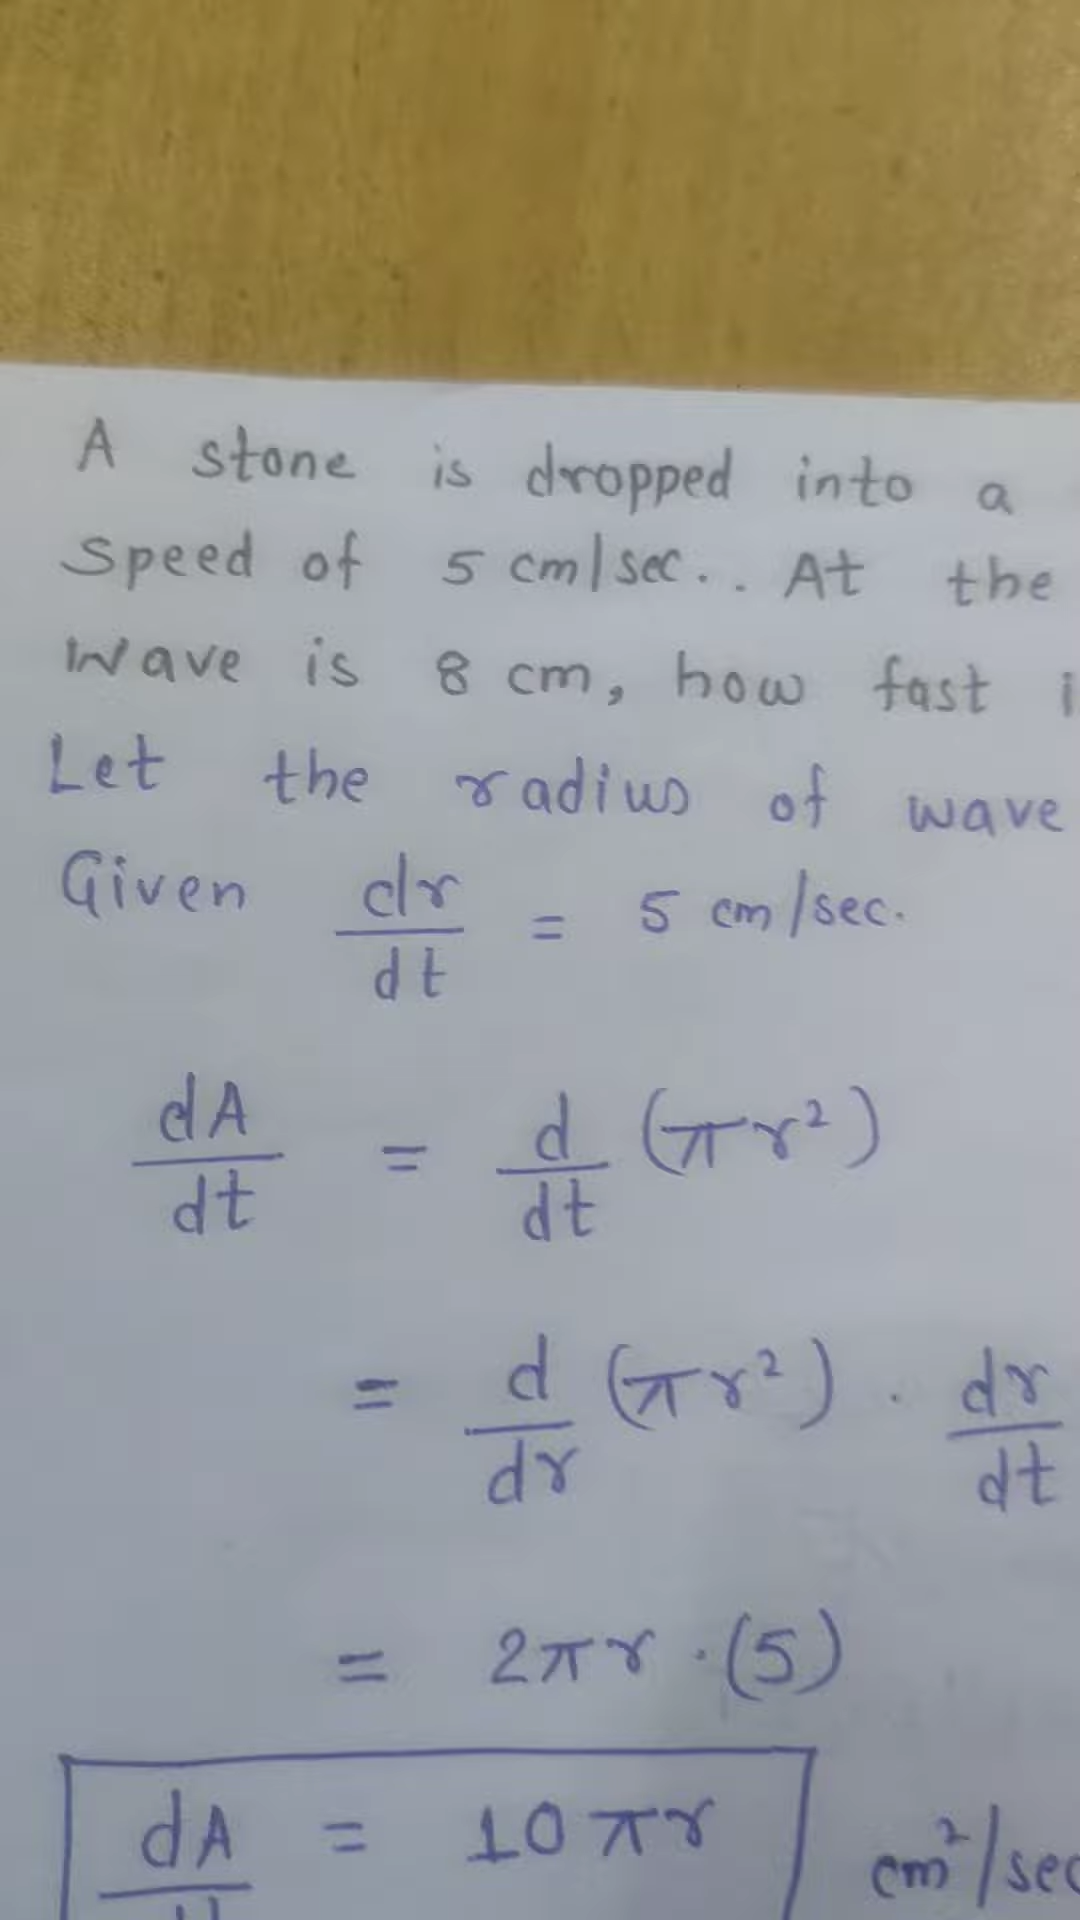 A stone is dropped into a
Speed of 5 cm/sec.. At the
Wave is 8 cm, how fast
Let the radius of wave
Given dr/dt = 5 cm/sec.
dA/dt = d/dt (πr²)
= d/dr (πr²) . dr/dt
= 2πr .(5)
dA = 10πr cm²/sec